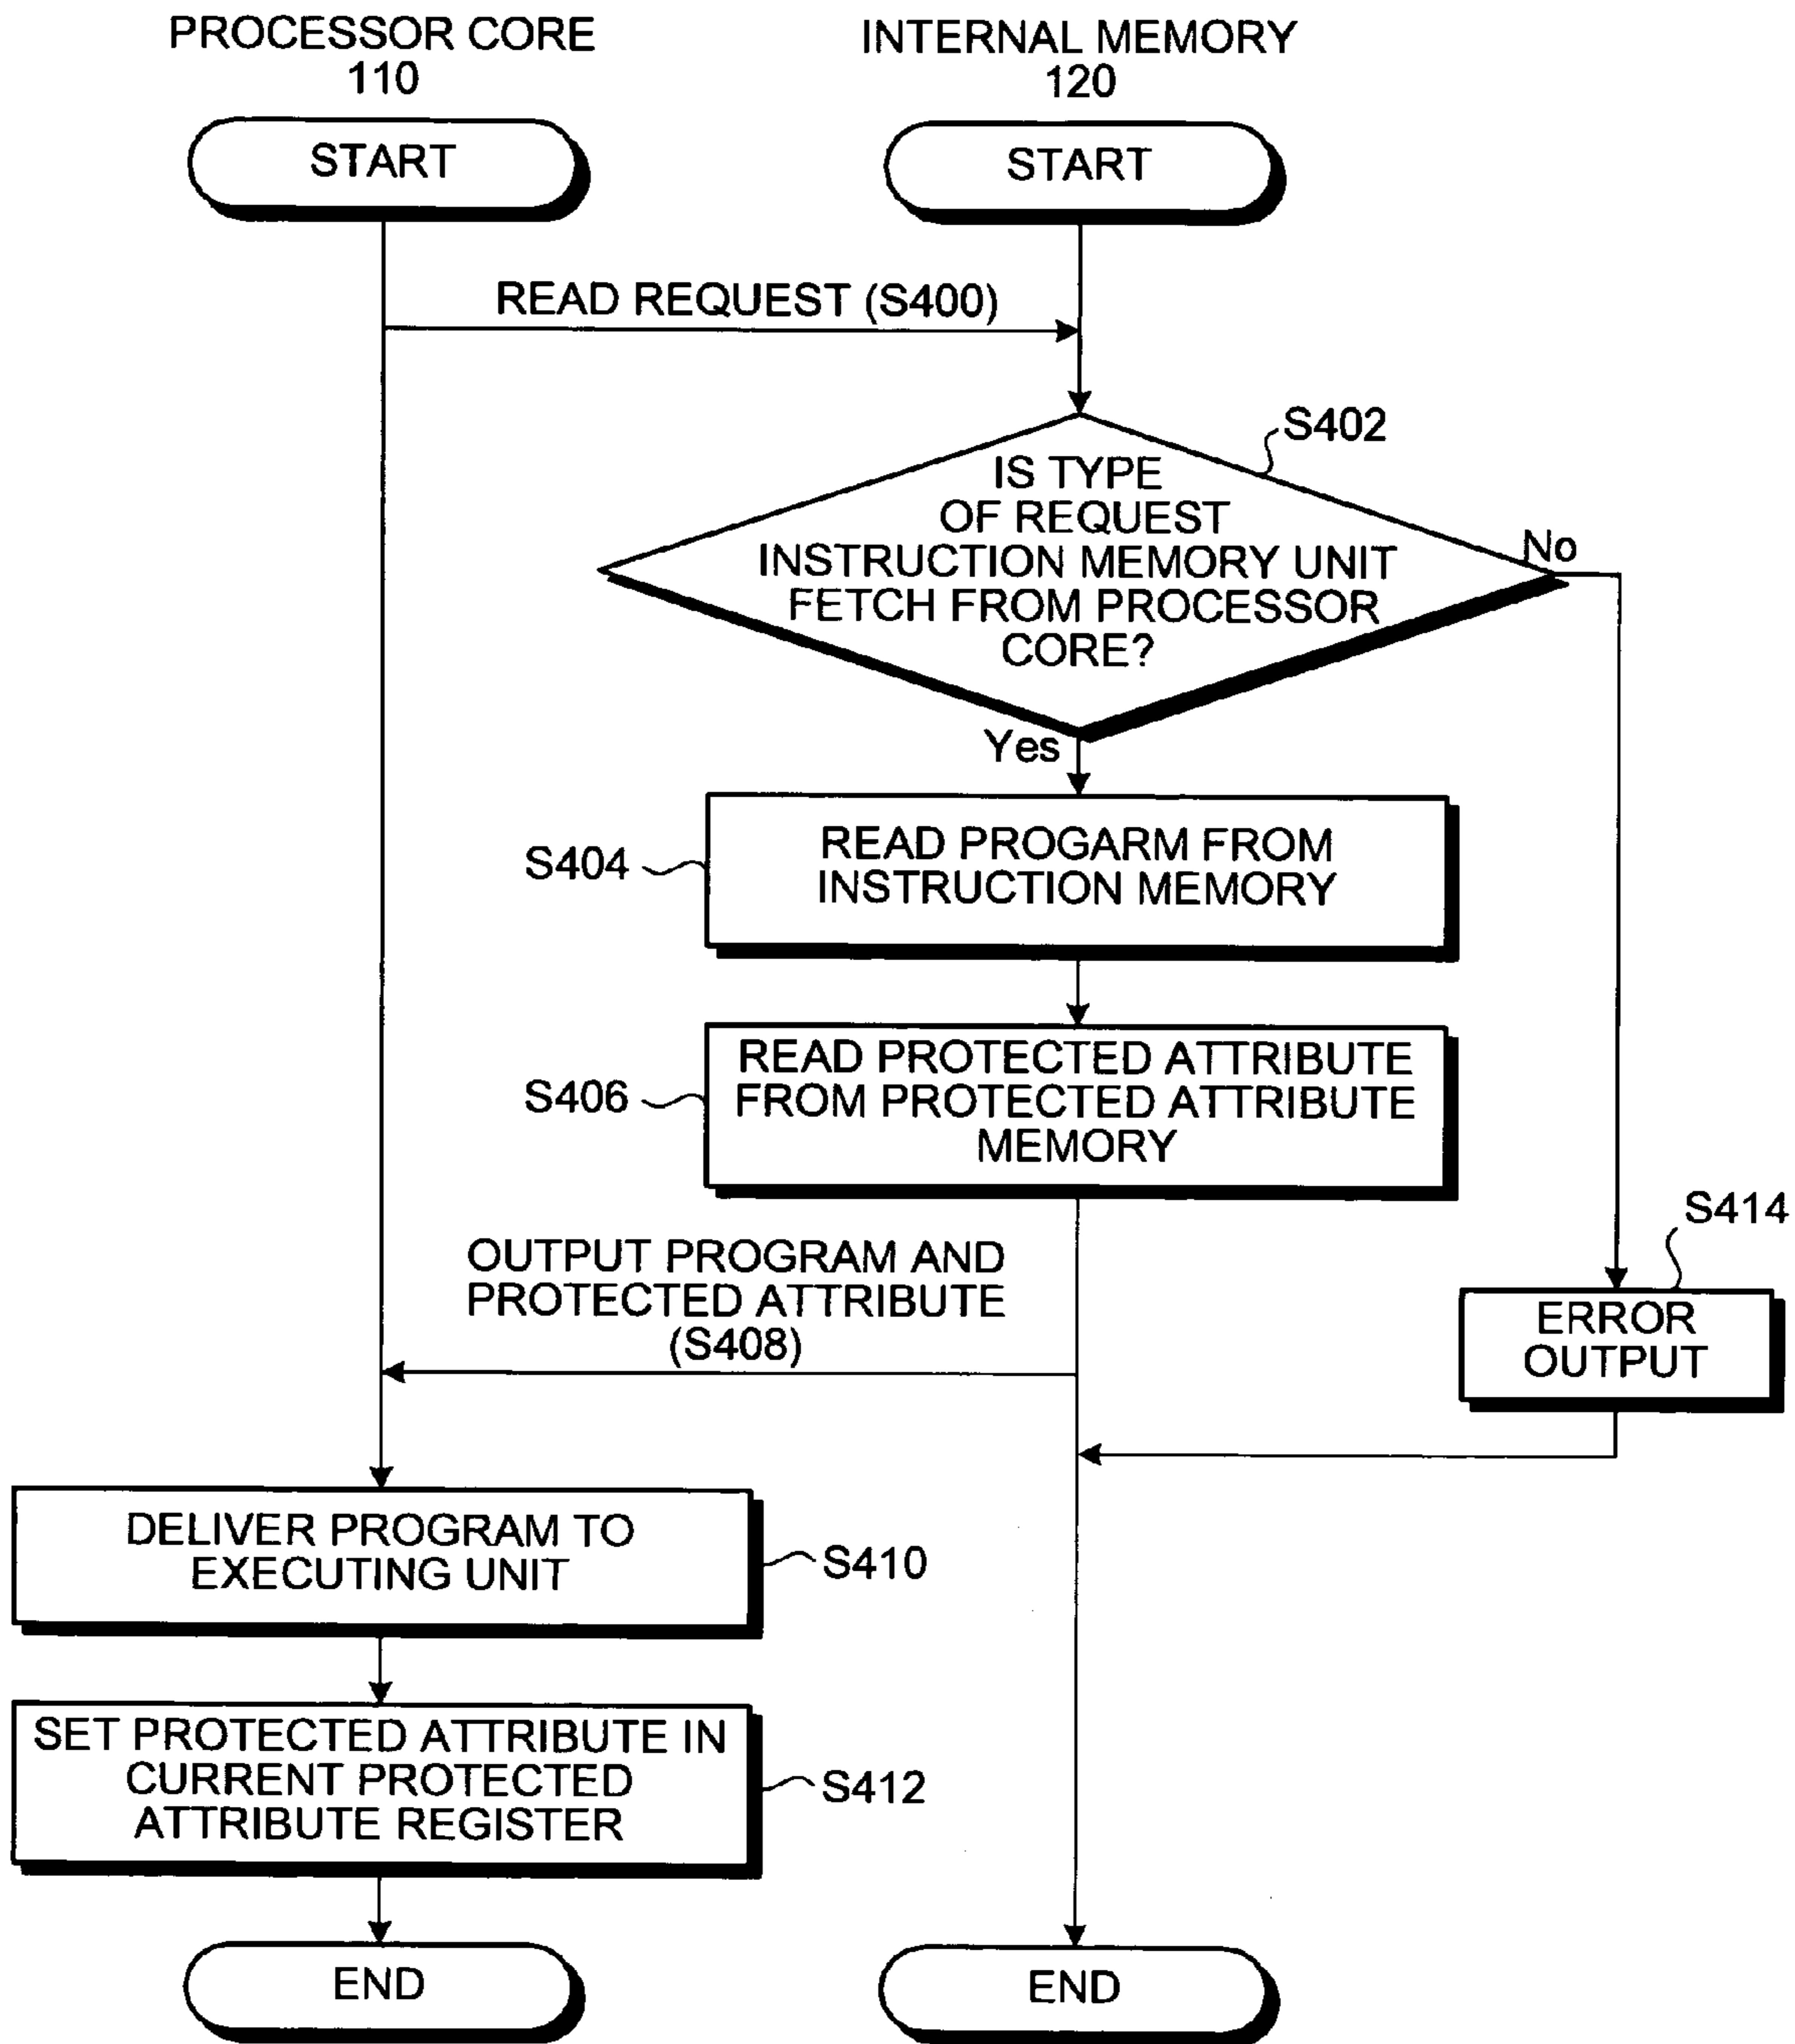 PROCESSOR CORE
110
INTERNAL MEMORY
120
START
START
READ REQUEST (S400)
S402
IS TYPE
OF REQUEST
INSTRUCTION MEMORY UNIT
FETCH FROM PROCESSOR
CORE?
No
Yes
S404
READ PROGARM FROM
INSTRUCTION MEMORY
S406
READ PROTECTED ATTRIBUTE
FROM PROTECTED ATTRIBUTE
MEMORY
S414
ERROR
OUTPUT
OUTPUT PROGRAM AND
PROTECTED ATTRIBUTE
(S408)
DELIVER PROGRAM TO
EXECUTING UNIT
S410
SET PROTECTED ATTRIBUTE IN
CURRENT PROTECTED
ATTRIBUTE REGISTER
S412
END
END